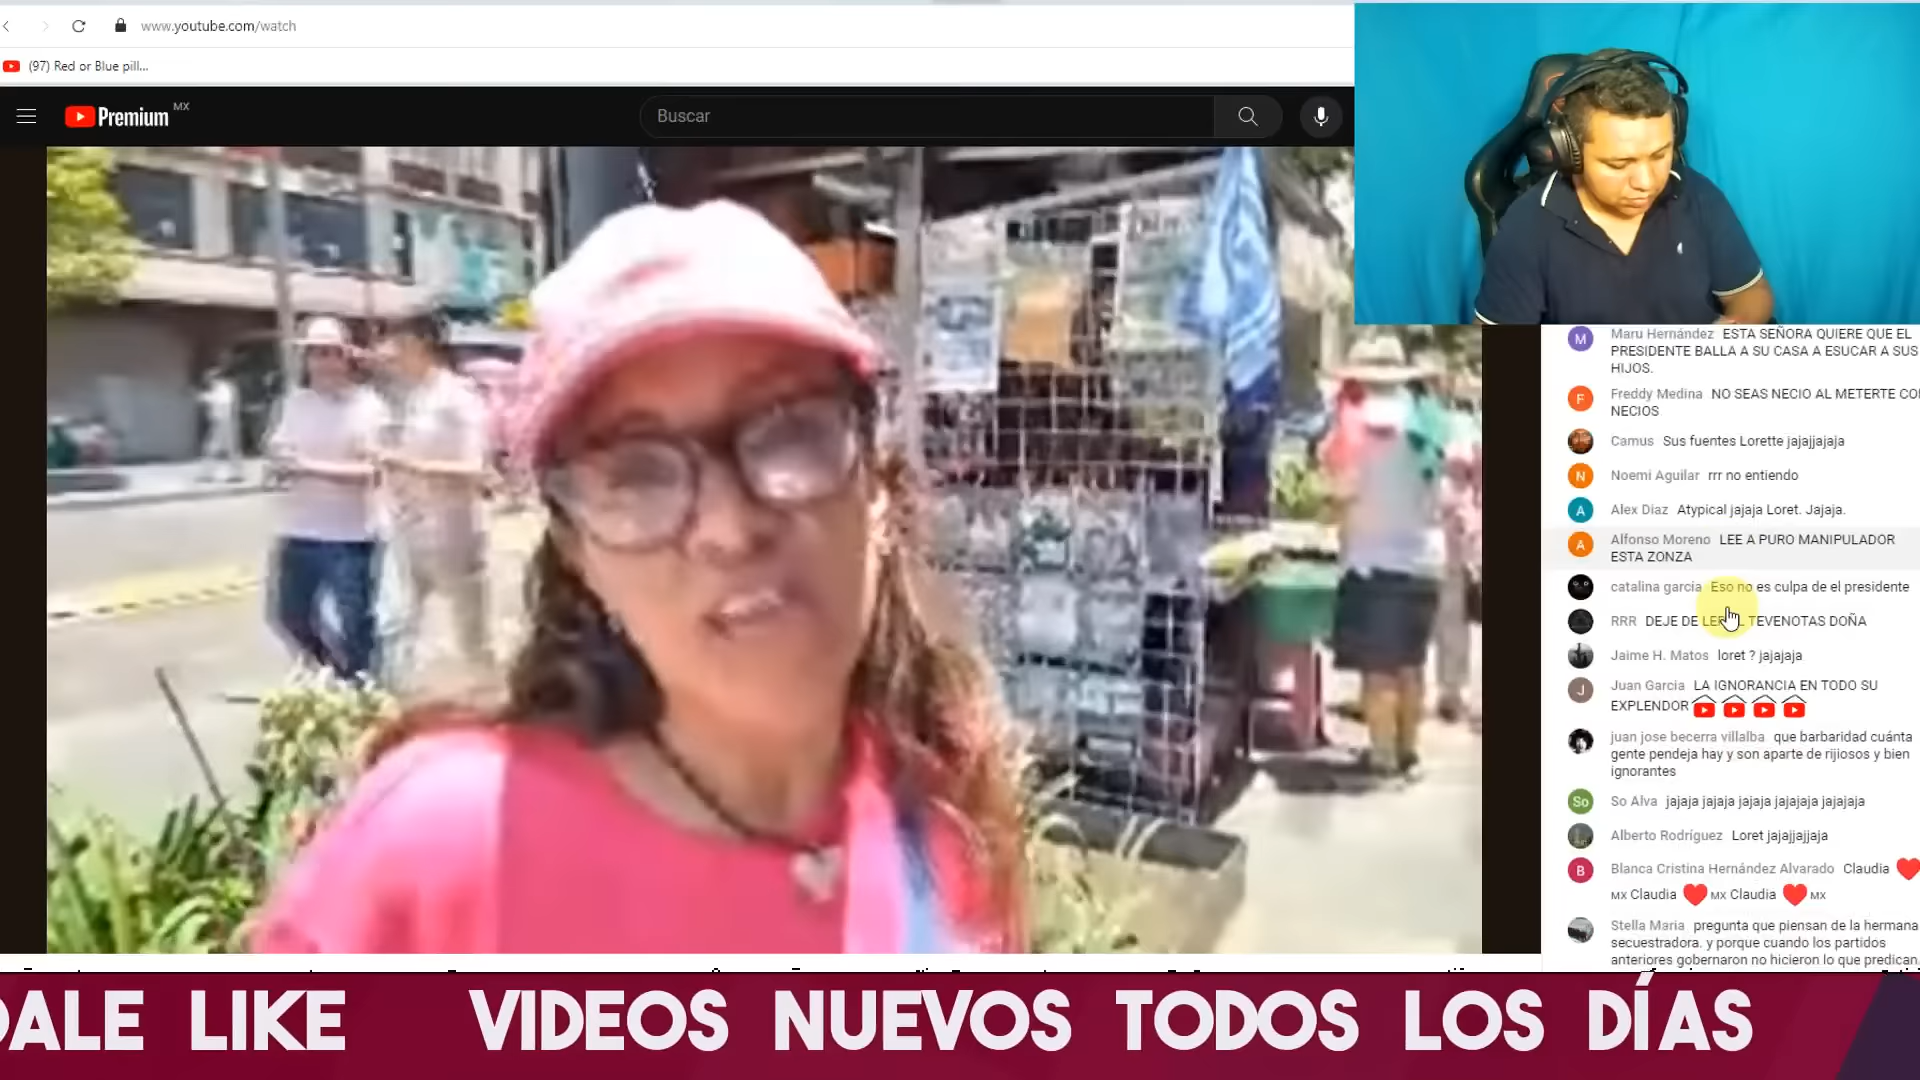 www.youtube.com/watch
(97) Red or Blue pill...
Premium MX
Buscar
Maru Hernández ESTA SEÑORA QUIERE QUE EL
PRESIDENTE BALLA A SU CASA A ESUCAR A SUS
HIJOS.
Freddy Medina NO SEAS NECIO AL METERTE CO
NECIOS
Camus Sus fuentes Lorette jajajjajaja
Noemi Aguilar rrr no entiendo
Alex Diaz Atypical jajaja Loret. Jajaja.
Alfonso Moreno LEE A PURO MANIPULADOR
ESTA ZONZA
catalina garcia Eso no es culpa de el presidente
RRR DEJE DE TEVENOTAS DOÑA
Jaime H. Matos loret ? jajajaja
Juan Garcia LA IGNORANCIA EN TODO SU
EXPLENDOR
juan jose becerra villalba que barbaridad cuánta
gente pendeja hay y son aparte de rijiosos y bien
ignorantes
So Alva jajaja jajaja jajaja jajajaja jajajaja
Alberto Rodríguez Loret jajajjajjaja
Blanca Cristina Hernández Alvarado Claudia ❤️
MX Claudia ❤️ MX Claudia ❤️ MX
Stella Maria pregunta que piensan de la hermana
secuestradora. y porque cuando los partidos
anteriores gobernaron no hicieron lo que predican.
DALE LIKE VIDEOS NUEVOS TODOS LOS DÍAS